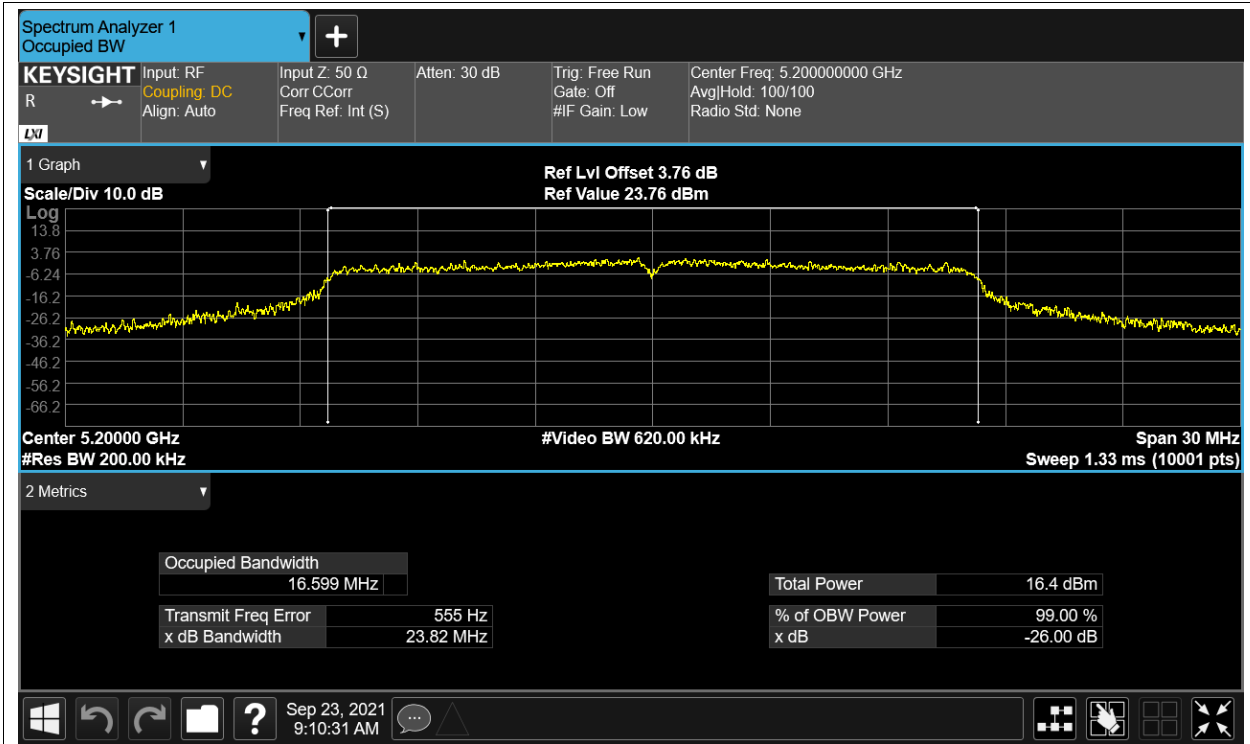 Spectrum Analyzer 1
Occupied BW
▼
+
KEYSIGHT
R
LXI
Input: RF
Coupling: DC
Align: Auto
Input Z: 50 Ω
Corr CCorr
Freq Ref: Int (S)
Atten: 30 dB
Trig: Free Run
Gate: Off
#IF Gain: Low
Center Freq: 5.200000000 GHz
Avg|Hold: 100/100
Radio Std: None
1 Graph ▼
Scale/Div 10.0 dB
Ref Lvl Offset 3.76 dB
Ref Value 23.76 dBm
Log
13.8
3.76
-6.24
-16.2
-26.2
-36.2
-46.2
-56.2
-66.2
Center 5.20000 GHz
#Res BW 200.00 kHz
#Video BW 620.00 kHz
Span 30 MHz
Sweep 1.33 ms (10001 pts)
2 Metrics ▼
Occupied Bandwidth
16.599 MHz
Transmit Freq Error 555 Hz
x dB Bandwidth 23.82 MHz
Total Power 16.4 dBm
% of OBW Power 99.00 %
x dB -26.00 dB
?
Sep 23, 2021
9:10:31 AM
...